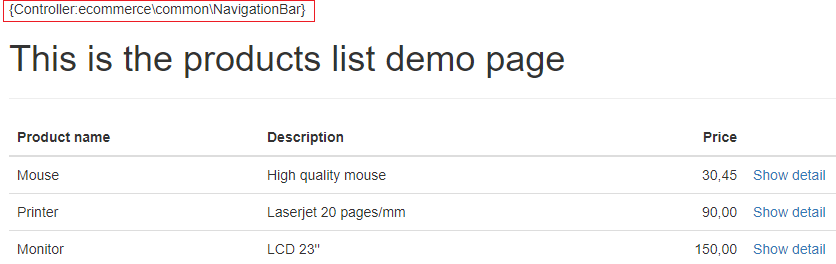 {Controller:ecommerce\common\NavigationBar}
This is the products list demo page
Product name Description Price
Mouse High quality mouse 30,45 Show detail
Printer Laserjet 20 pages/mm 90,00 Show detail
Monitor LCD 23" 150,00 Show detail